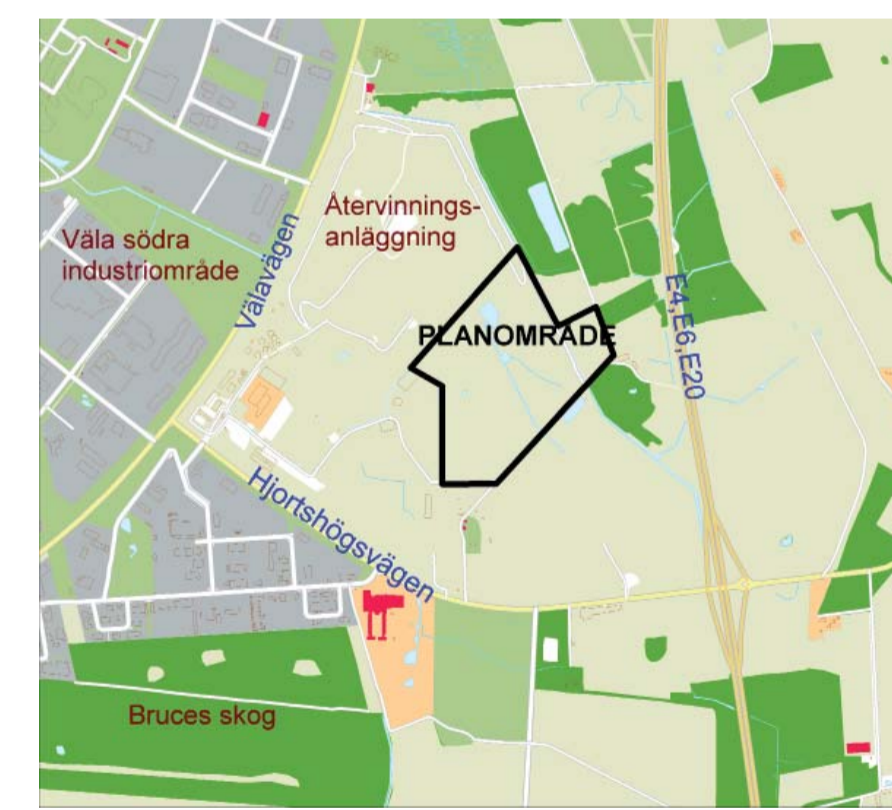 Återvinnings-
anläggning
Väla södra
industriområde
Välavägen
PLANOMRÅDE
E4,E6,E20
Hjortshögsvägen
Bruces skog